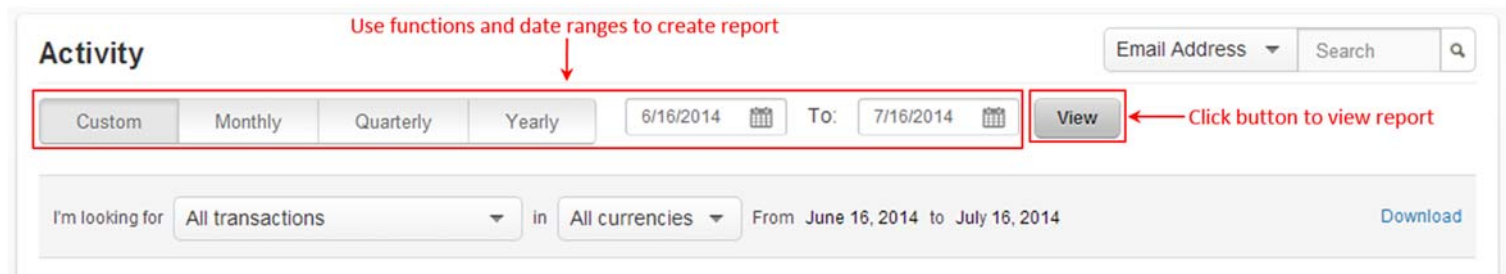 Use functions and date ranges to create report
Activity
Email Address
Search
Custom
Monthly
Quarterly
Yearly
6/16/2014
To:
7/16/2014
View
Click button to view report
I'm looking for
All transactions
in
All currencies
From June 16, 2014 to July 16, 2014
Download